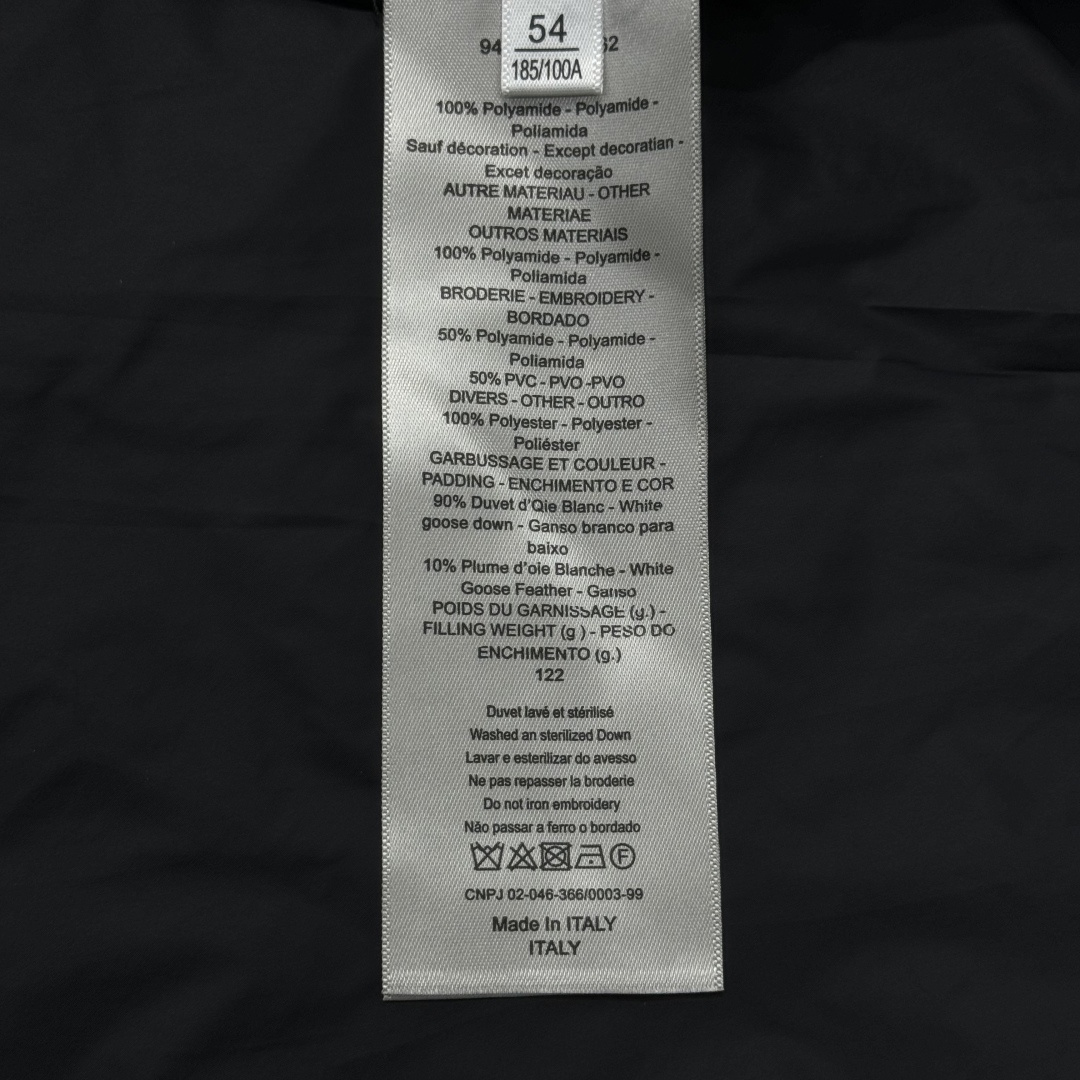 54
94 62
185/100A
100% Polyamide - Polyamide -
Poliamida
Sauf décoration - Except decoratian -
Excet decoração
AUTRE MATERIAU - OTHER
MATERIAE
OUTROS MATERIAIS
100% Polyamide - Polyamide -
Poliamida
BRODERIE - EMBROIDERY -
BORDADO
50% Polyamide - Polyamide -
Poliamida
50% PVC - PVO -PVO
DIVERS - OTHER - OUTRO
100% Polyester - Polyester -
Poliéster
GARBUSSAGE ET COULEUR -
PADDING - ENCHIMENTO E COR
90% Duvet d'Qie Blanc - White
goose down - Ganso branco para
baixo
10% Plume d'oie Blanche - White
Goose Feather - Ganso
POIDS DU GARNISSAGE (g.) -
FILLING WEIGHT (g ) - PESO DO
ENCHIMENTO (g.)
122
Duvet lavé et stérilisé
Washed an sterilized Down
Lavar e esterilizar do avesso
Ne pas repasser la broderie
Do not iron embroidery
Não passar a ferro o bordado
F
CNPJ 02-046-366/0003-99
Made In ITALY
ITALY